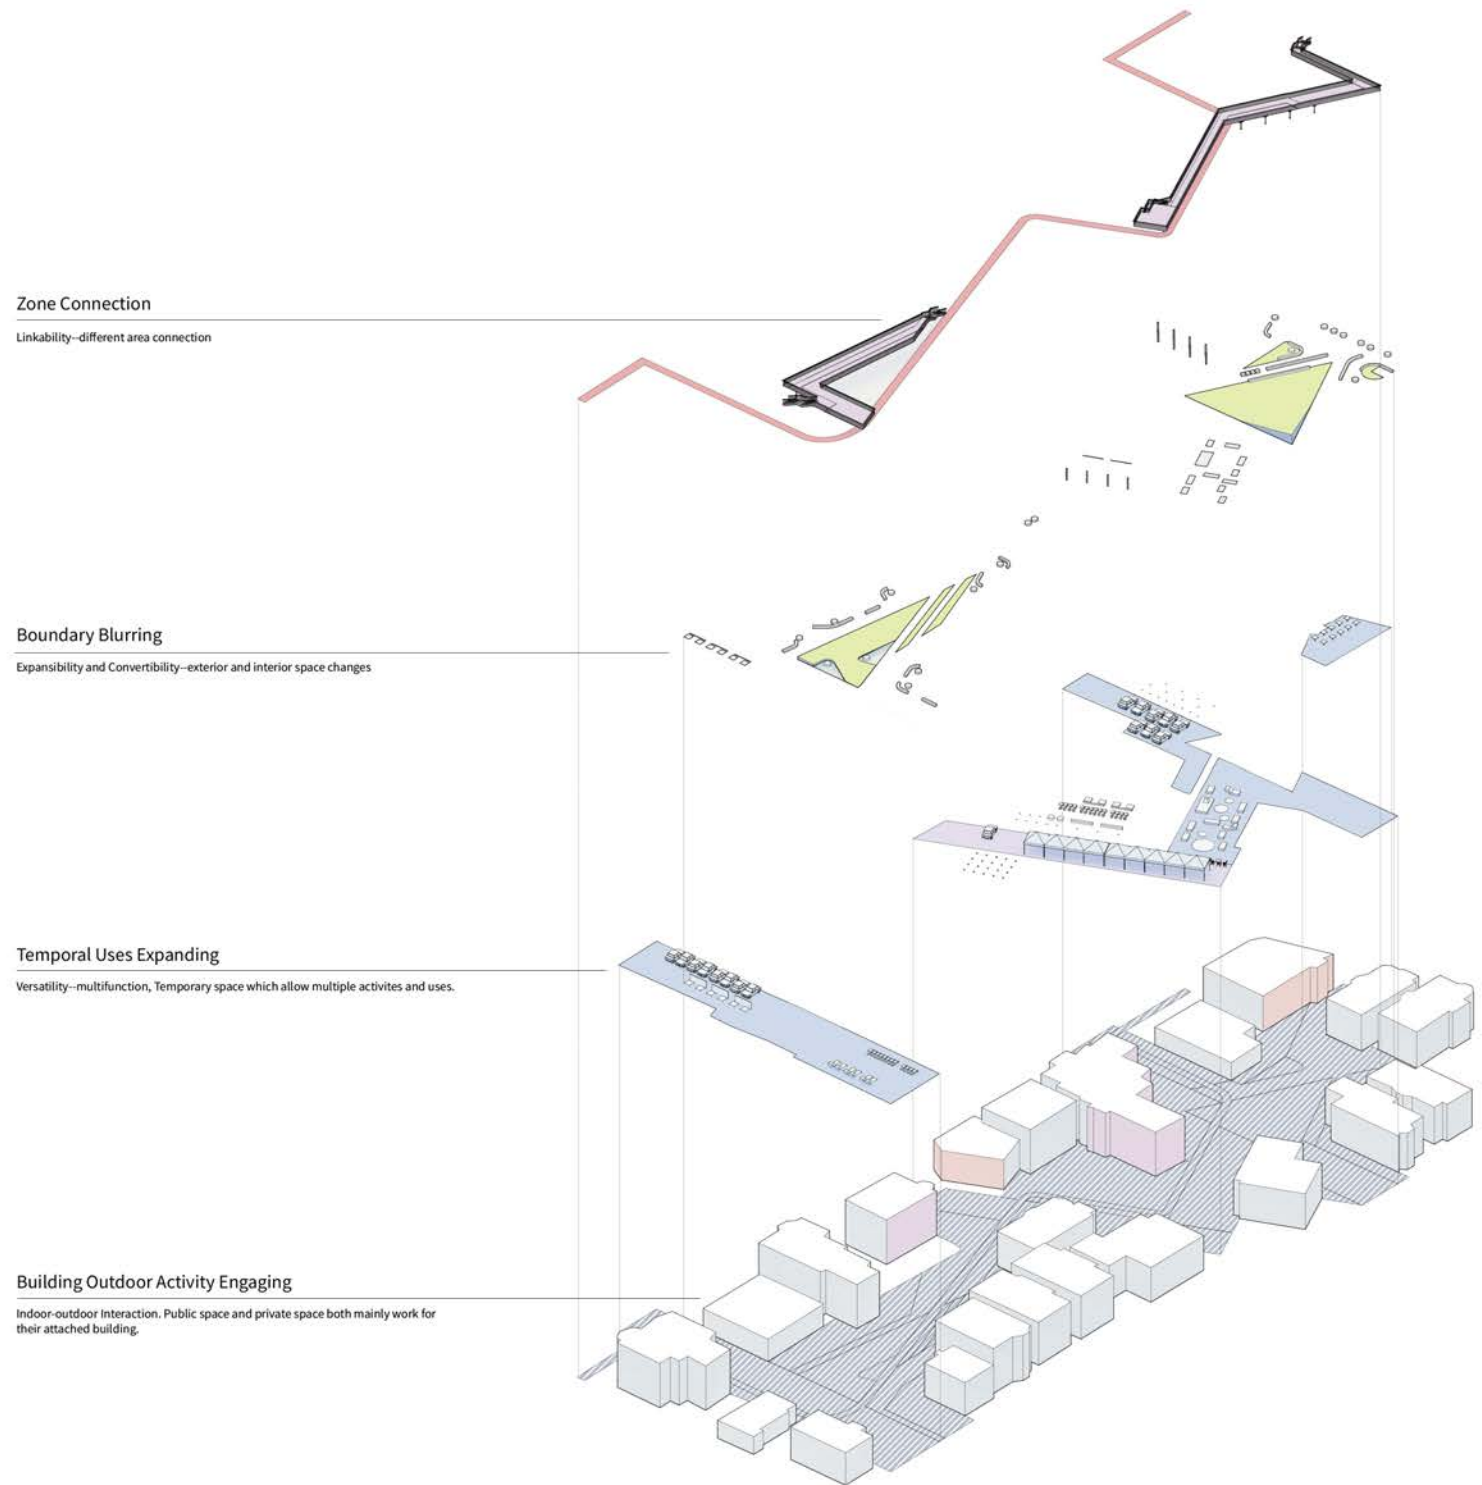 Zone Connection
Linkability--different area connection
Boundary Blurring
Expansibility and Convertibility--exterior and interior space changes
Temporal Uses Expanding
Versatility--multifunction, Temporary space which allow multiple activites and uses.
Building Outdoor Activity Engaging
Indoor-outdoor Interaction. Public space and private space both mainly work for
their attached building.